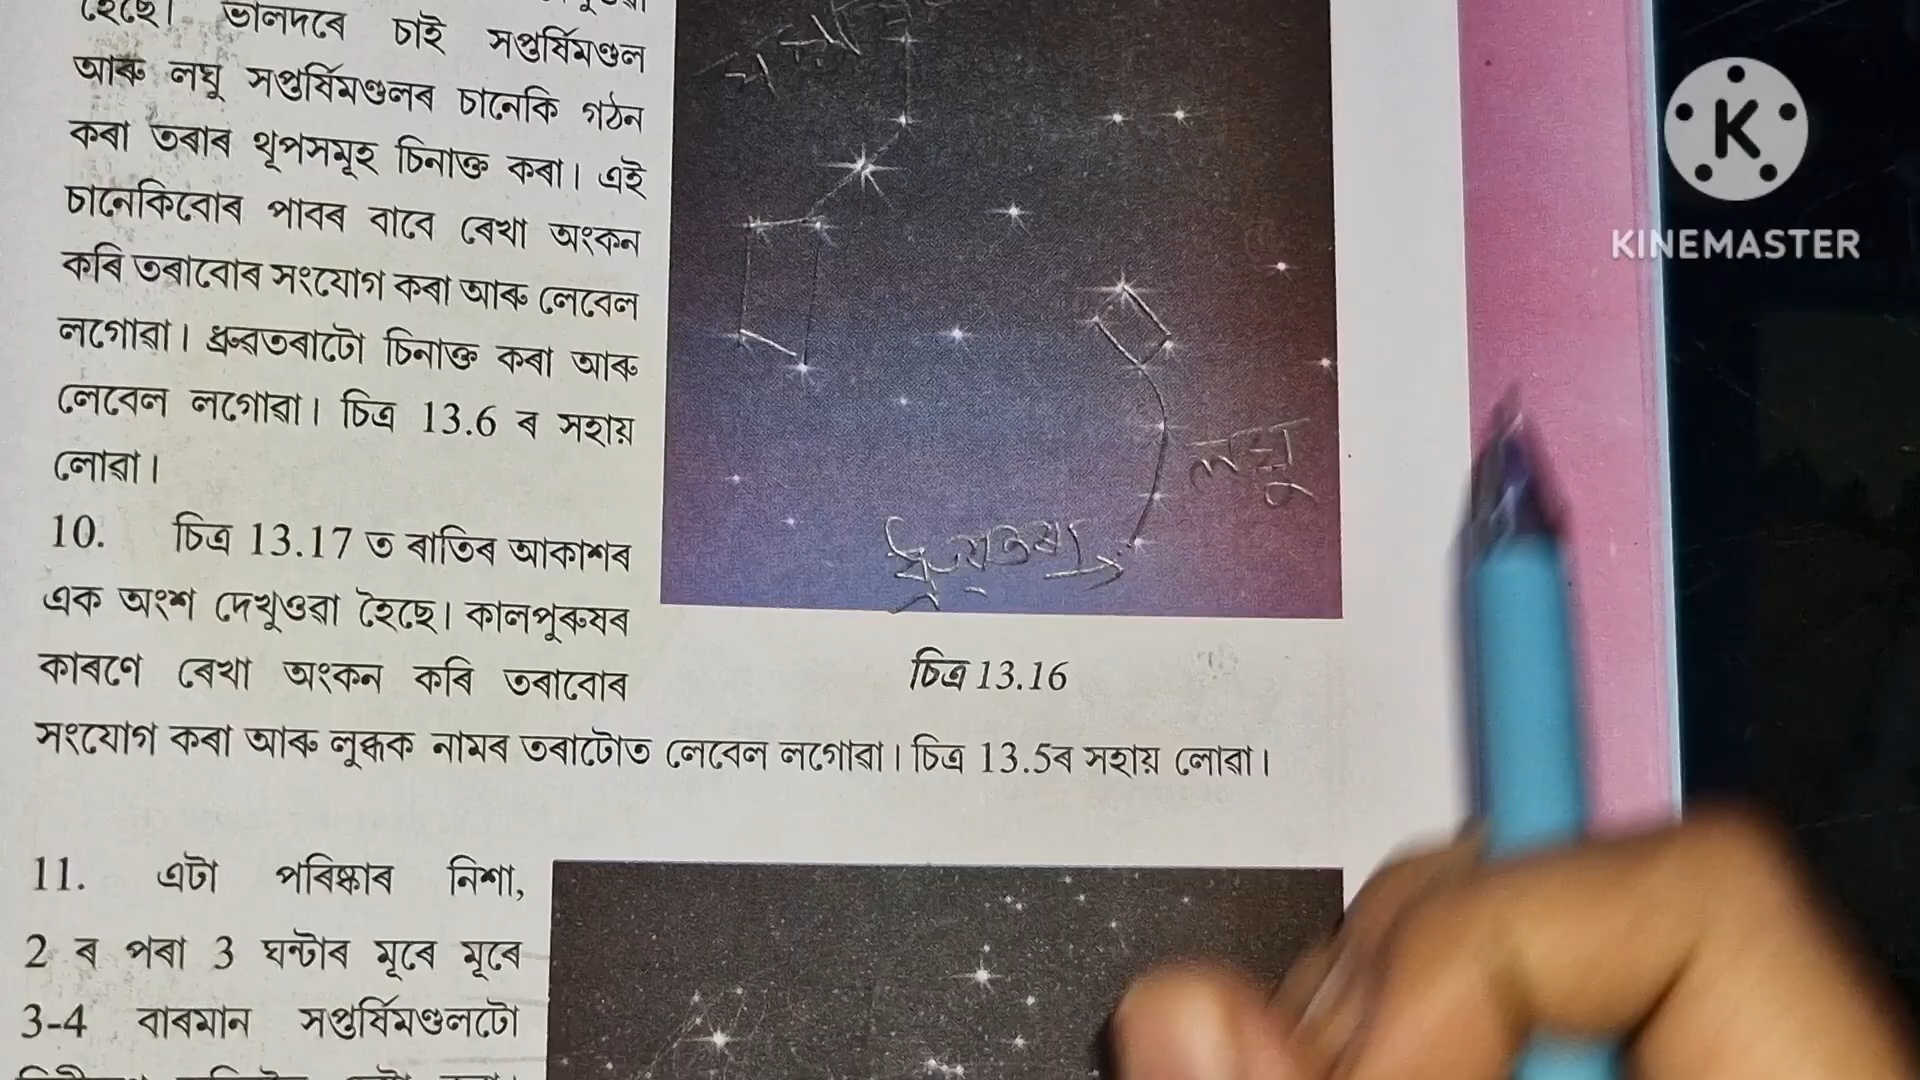 হৈছে। ভালদৰে চাই সপ্তৰ্ষিমণ্ডল
আৰু লঘু সপ্তৰ্ষিমণ্ডলৰ চানেকি গঠন
কৰা তৰাৰ থূপসমূহ চিনাক্ত কৰা। এই
চানেকিবোৰ পাবৰ বাবে ৰেখা অংকন
কৰি তৰাবোৰ সংযোগ কৰা আৰু লেবেল
লগোৱা। ধ্ৰুৱতৰাটো চিনাক্ত কৰা আৰু
লেবেল লগোৱা। চিত্ৰ 13.6 ৰ সহায়
লোৱা।
লঘু
10. চিত্ৰ 13.17 ত ৰাতিৰ আকাশৰ
এক অংশ দেখুওৱা হৈছে। কালপুৰুষৰ
কাৰণে ৰেখা অংকন কৰি তৰাবোৰ
চিত্ৰ 13.16
সংযোগ কৰা আৰু লুব্ধক নামৰ তৰাটোত লেবেল লগোৱা। চিত্ৰ 13.5ৰ সহায় লোৱা।
11. এটা পৰিষ্কাৰ নিশা,
2 ৰ পৰা 3 ঘন্টাৰ মূৰে মূৰে
3-4 বাৰমান সপ্তৰ্ষিমণ্ডলটো
K
KINEMASTER